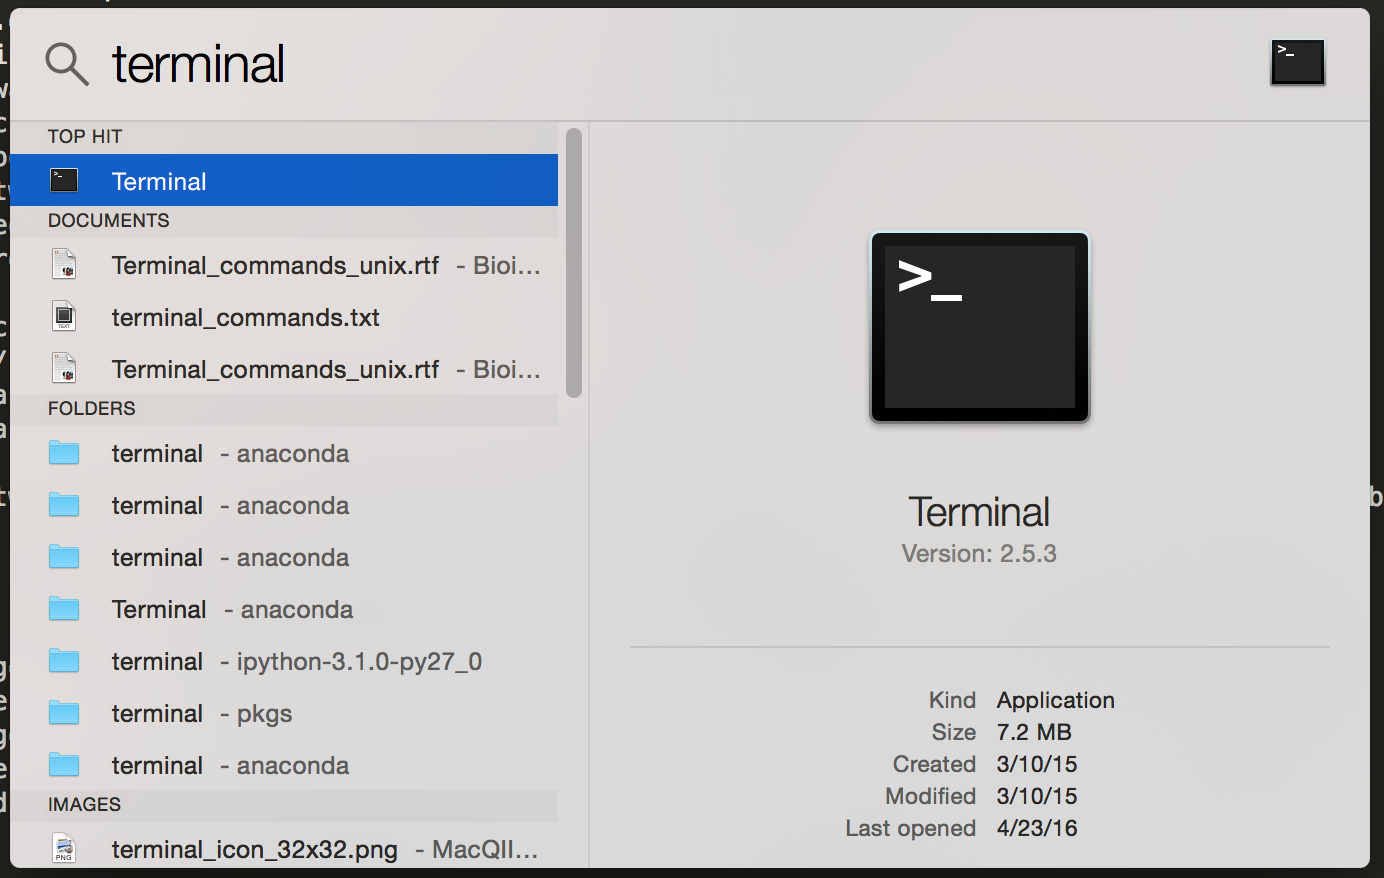 terminal
TOP HIT
Terminal
DOCUMENTS
Terminal_commands_unix.rtf - Bioi...
terminal_commands.txt
Terminal_commands_unix.rtf - Bioi...
FOLDERS
terminal - anaconda
terminal - anaconda
terminal - anaconda
Terminal - anaconda
terminal - ipython-3.1.0-py27_0
terminal - pkgs
terminal - anaconda
IMAGES
terminal_icon_32x32.png - MacQII...
>_
Terminal
Version: 2.5.3
Kind Application
Size 7.2 MB
Created 3/10/15
Modified 3/10/15
Last opened 4/23/16